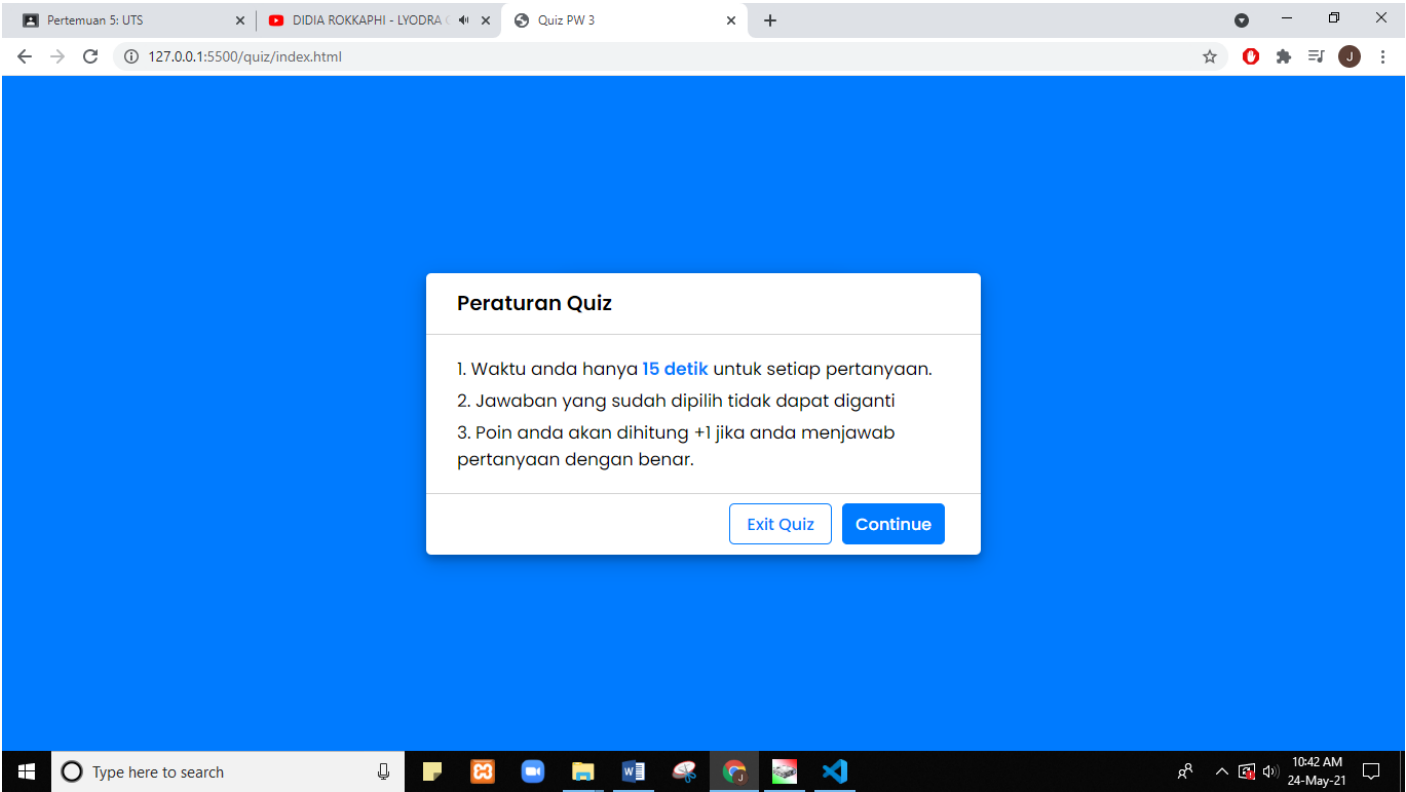 Pertemuan 5: UTS
DIDIA ROKKAPHI - LYODRA
Quiz PW 3
127.0.0.1:5500/quiz/index.html
J
Peraturan Quiz
1. Waktu anda hanya 15 detik untuk setiap pertanyaan.
2. Jawaban yang sudah dipilih tidak dapat diganti
3. Poin anda akan dihitung +1 jika anda menjawab
pertanyaan dengan benar.
Exit Quiz
Continue
Type here to search
10:42 AM
24-May-21